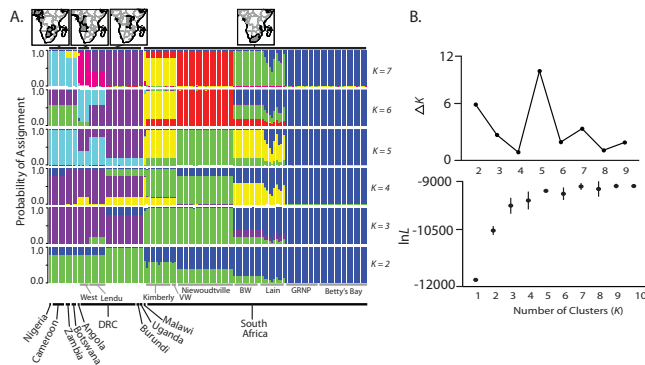 A.
B.
Probability of Assignment
1.0
0.0
K=7
1.0
0.0
K=6
1.0
0.0
K=5
1.0
0.0
K=4
1.0
0.0
K=3
1.0
0.0
K=2
West
Lendu
Kimberly
VW
Niewoudtville
BW
Lain
GRNP
Betty's Bay
Nigeria
Cameroon
Zambia
Botswana
Angola
DRC
Burundi
Uganda
Malawi
South
Africa
ΔK
12
6
0
2 3 4 5 6 7 8 9
lnL
-9000
-10500
-12000
1 2 3 4 5 6 7 8 9 10
Number of Clusters (K)